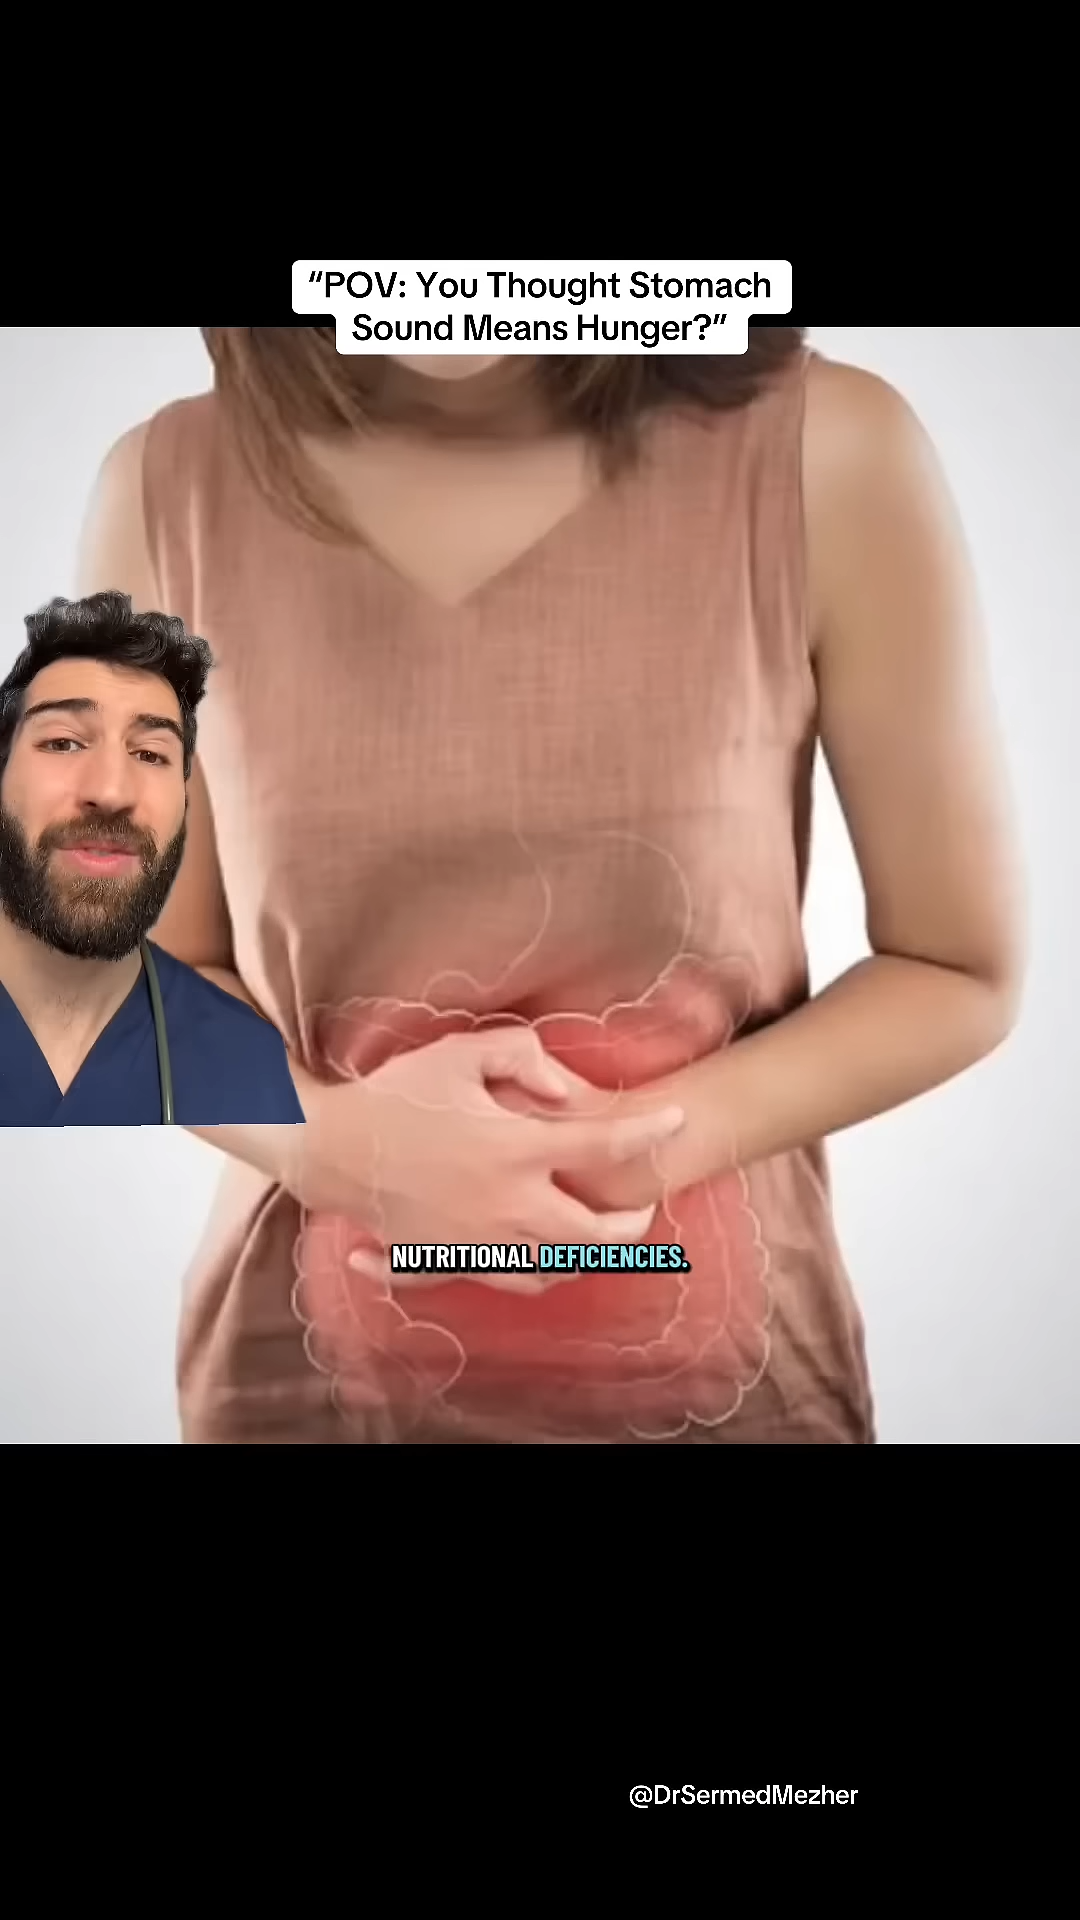 “POV: You Thought Stomach
Sound Means Hunger?”
NUTRITIONAL DEFICIENCIES.
@DrSermedMezher